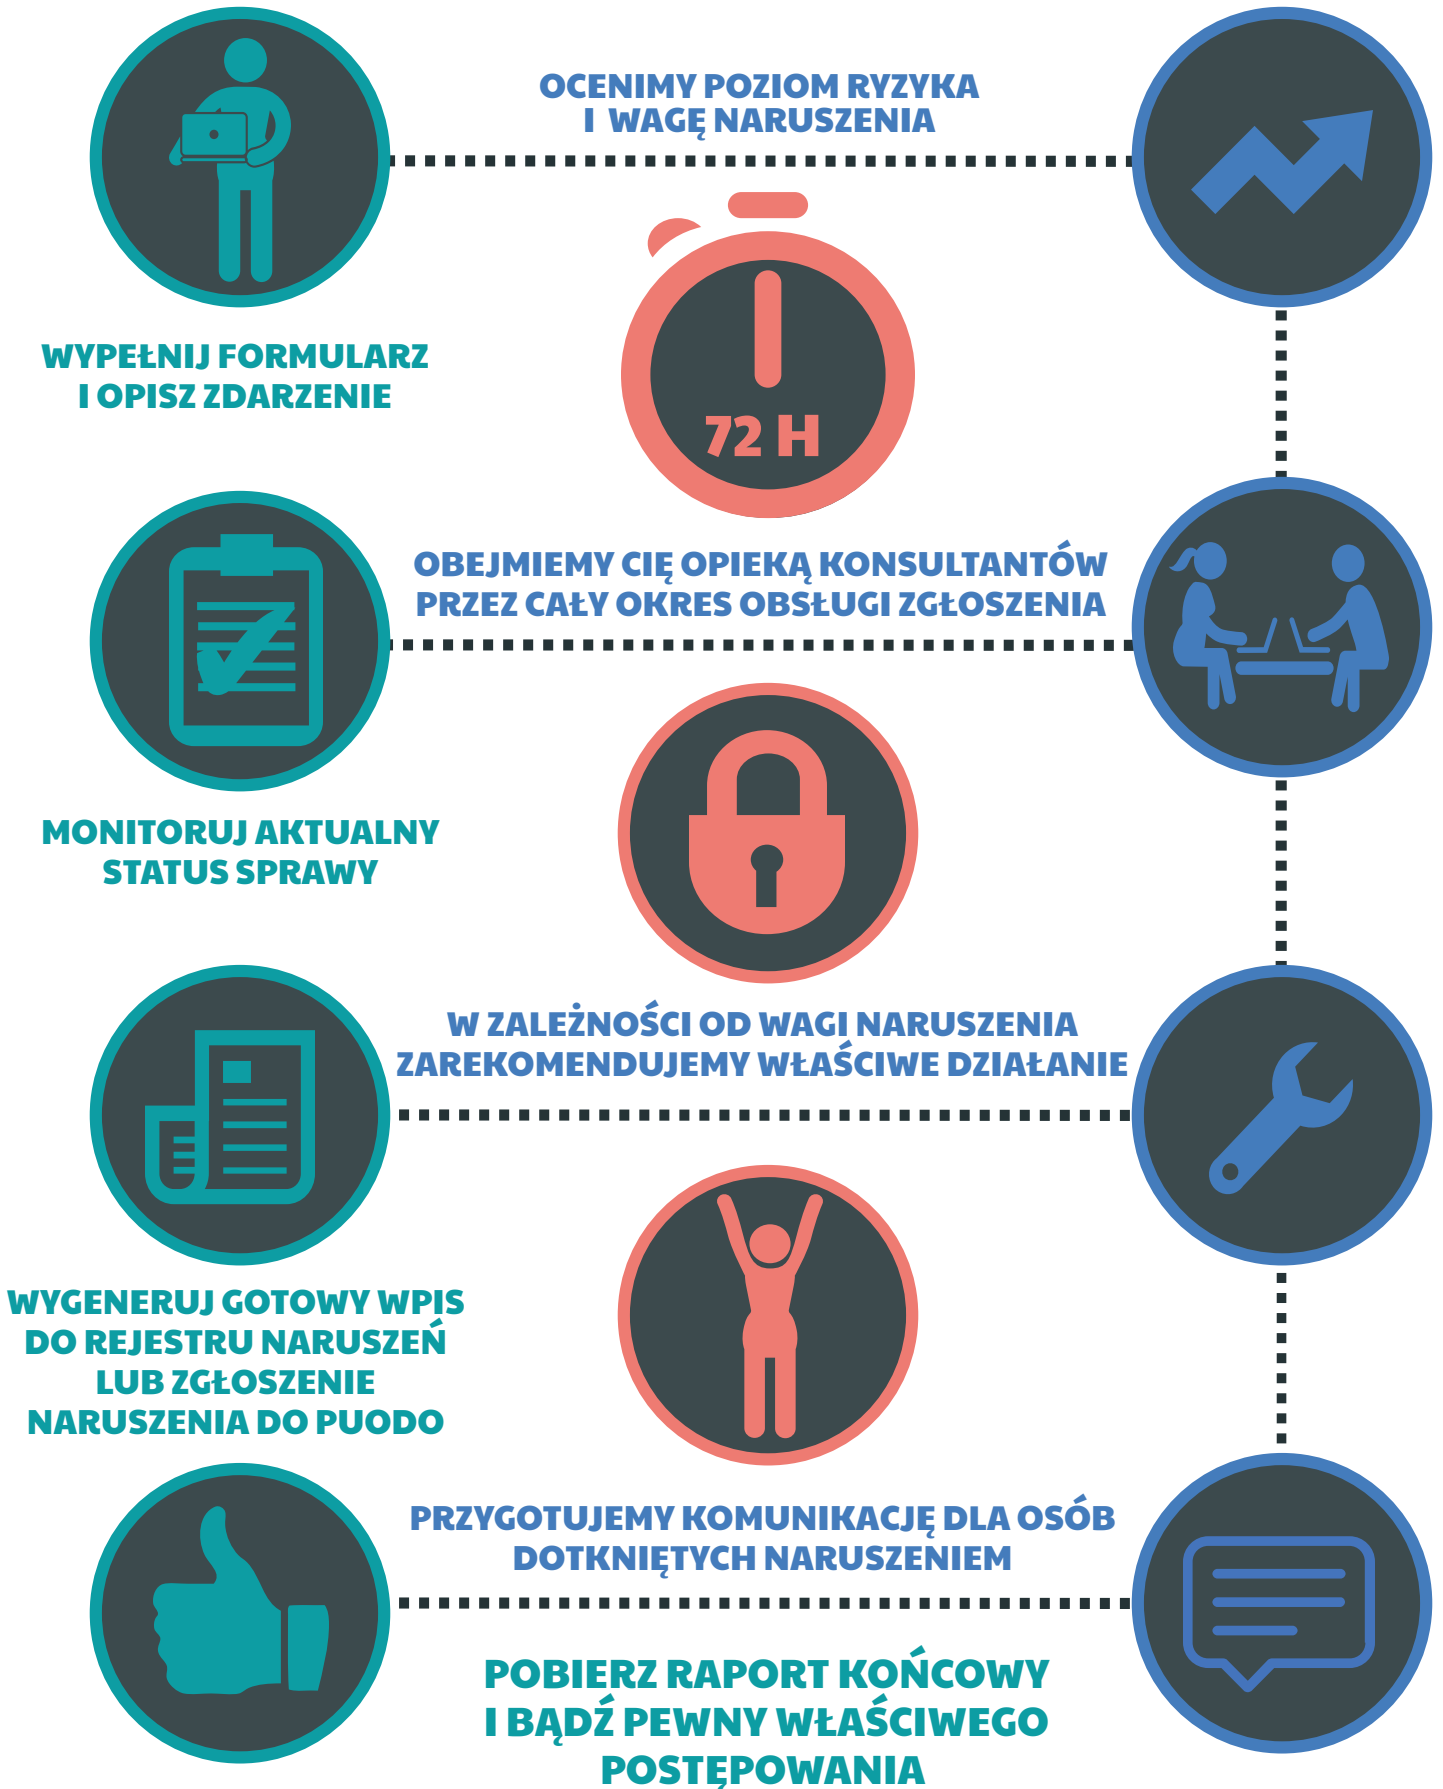 OCENIMY POZIOM RYZYKA
I WAGĘ NARUSZENIA
WYPEŁNIJ FORMULARZ
I OPISZ ZDARZENIE
72 H
OBEJMIEMY CIĘ OPIEKĄ KONSULTANTÓW
PRZEZ CAŁY OKRES OBSŁUGI ZGŁOSZENIA
MONITORUJ AKTUALNY
STATUS SPRAWY
W ZALEŻNOŚCI OD WAGI NARUSZENIA
ZAREKOMENDUJEMY WŁAŚCIWE DZIAŁANIE
WYGENERUJ GOTOWY WPIS
DO REJESTRU NARUSZEŃ
LUB ZGŁOSZENIE
NARUSZENIA DO PUODO
PRZYGOTUJEMY KOMUNIKACJĘ DLA OSÓB
DOTKNIĘTYCH NARUSZENIEM
POBIERZ RAPORT KOŃCOWY
I BĄDŹ PEWNY WŁAŚCIWEGO
POSTĘPOWANIA